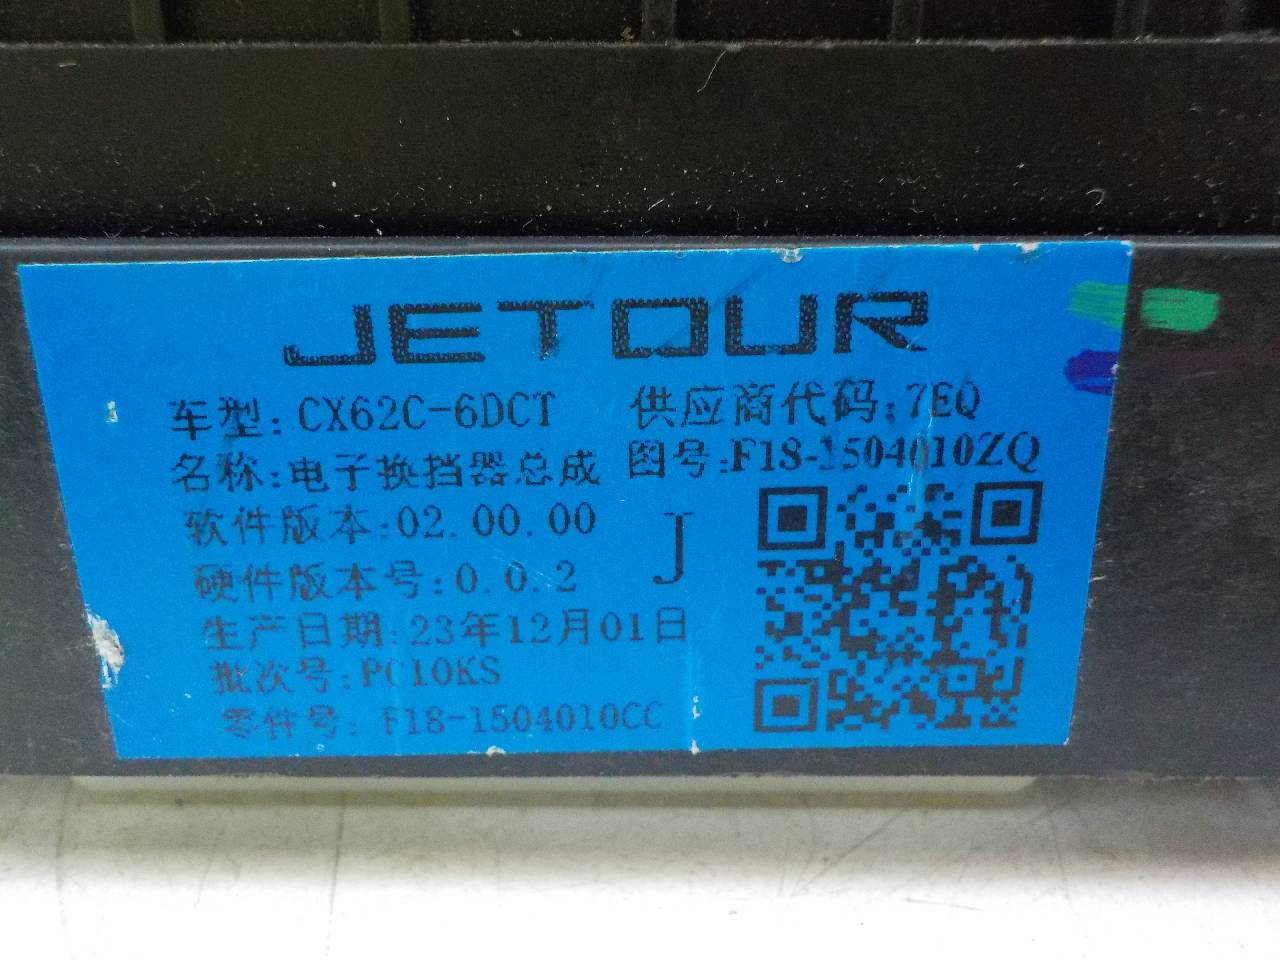 JETOUR
车型: CX62C-6DCT 供应商代码: 7EQ
名称: 电子换挡器总成 图号: F18-1504010ZQ
软件版本: 02.00.00
J
硬件版本号: 0.0.2
生产日期: 23年12月01日
批次号: PC10KS
零件号: F18-1504010CC